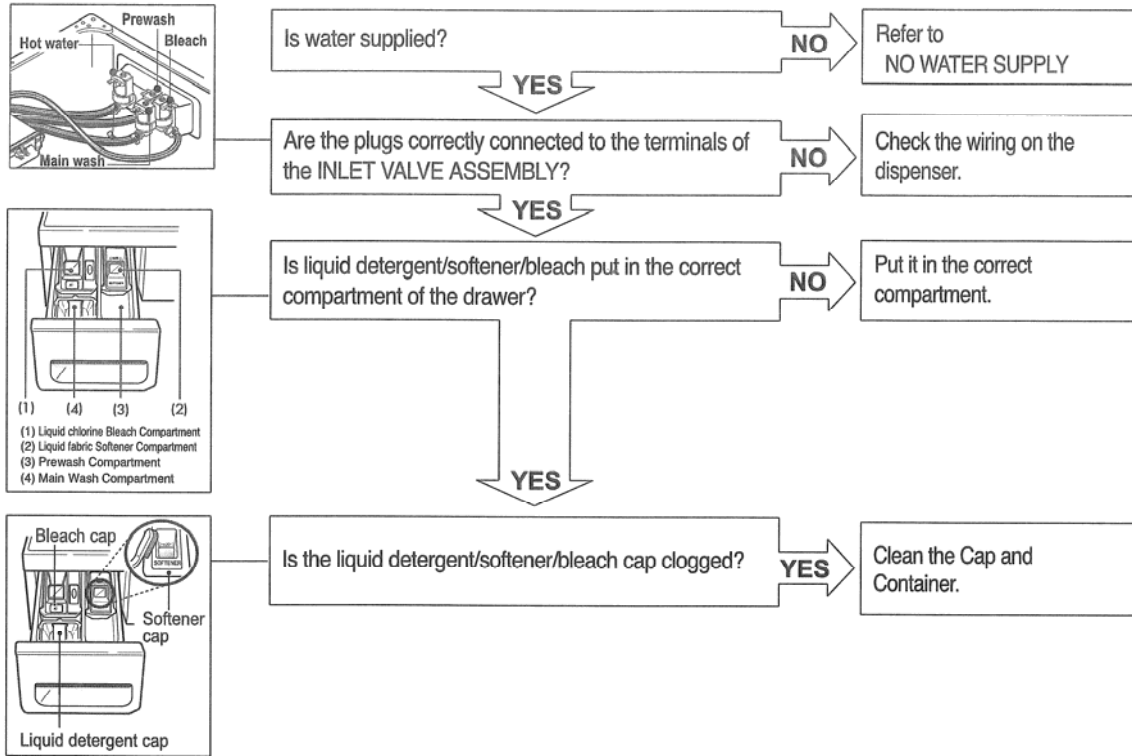 Prewash
Hot water
Bleach
Main wash
Is water supplied?
NO
Refer to
NO WATER SUPPLY
YES
Are the plugs correctly connected to the terminals of
the INLET VALVE ASSEMBLY?
NO
Check the wiring on the
dispenser.
YES
(1) (4) (3) (2)
(1) Liquid chlorine Bleach Compartment
(2) Liquid fabric Softener Compartment
(3) Prewash Compartment
(4) Main Wash Compartment
Is liquid detergent/softener/bleach put in the correct
compartment of the drawer?
NO
Put it in the correct
compartment.
YES
Bleach cap
SOFTENER
Softener
cap
Liquid detergent cap
Is the liquid detergent/softener/bleach cap clogged?
YES
Clean the Cap and
Container.